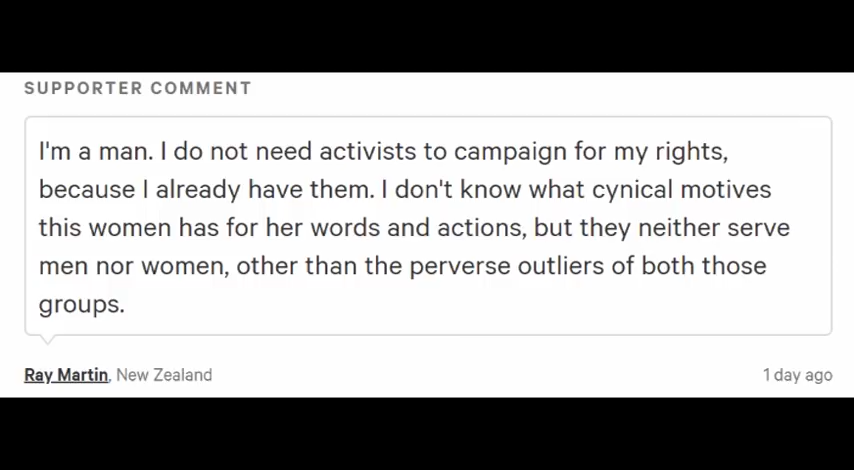 SUPPORTER COMMENT
I'm a man. I do not need activists to campaign for my rights,
because I already have them. I don't know what cynical motives
this women has for her words and actions, but they neither serve
men nor women, other than the perverse outliers of both those
groups.
Ray Martin, New Zealand
1 day ago